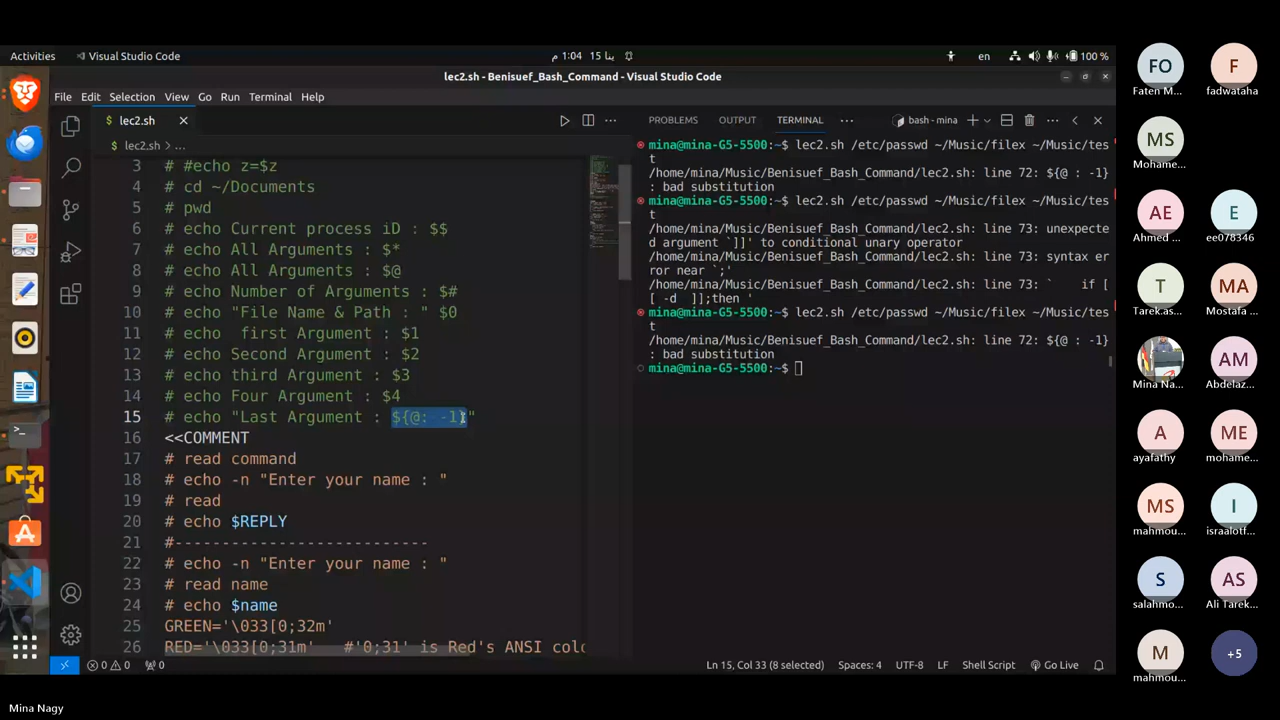 Activities
Visual Studio Code
ينا 15 1:04 م
en
100 %
lec2.sh - Benisuef_Bash_Command - Visual Studio Code
File Edit Selection View Go Run Terminal Help
lec2.sh
lec2.sh > ...
3 # #echo z=$z
4 # cd ~/Documents
5 # pwd
6 # echo Current process iD : $$
7 # echo All Arguments : $*
8 # echo All Arguments : $@
9 # echo Number of Arguments : $#
10 # echo "File Name & Path : " $0
11 # echo  first Argument : $1
12 # echo Second Argument : $2
13 # echo third Argument : $3
14 # echo Four Argument : $4
15 # echo "Last Argument : ${@: -1}"
16 <<COMMENT
17 # read command
18 # echo -n "Enter your name : "
19 # read
20 # echo $REPLY
21 #---------------------------
22 # echo -n "Enter your name : "
23 # read name
24 # echo $name
25 GREEN='\033[0;32m'
26 RED='\033[0;31m'   #'0;31' is Red's ANSI colo
PROBLEMS OUTPUT TERMINAL ... bash - mina
mina@mina-G5-5500:~$ lec2.sh /etc/passwd ~/Music/filex ~/Music/tes
t
/home/mina/Music/Benisuef_Bash_Command/lec2.sh: line 72: ${@ : -1}
: bad substitution
mina@mina-G5-5500:~$ lec2.sh /etc/passwd ~/Music/filex ~/Music/tes
t
/home/mina/Music/Benisuef_Bash_Command/lec2.sh: line 73: unexpecte
d argument `]]' to conditional unary operator
/home/mina/Music/Benisuef_Bash_Command/lec2.sh: line 73: syntax er
ror near `;'
/home/mina/Music/Benisuef_Bash_Command/lec2.sh: line 73: `    if [
[ -d  ]];then '
mina@mina-G5-5500:~$ lec2.sh /etc/passwd ~/Music/filex ~/Music/tes
t
/home/mina/Music/Benisuef_Bash_Command/lec2.sh: line 72: ${@ : -1}
: bad substitution
mina@mina-G5-5500:~$
0 0 0
Ln 15, Col 33 (8 selected) Spaces: 4 UTF-8 LF Shell Script Go Live
FO F
Faten M... fadwataha
MS
Mohame...
AE E
Ahmed ... ee078346
T MA
Tarek.as... Mostafa ...
AM
Mina Na... Abdelaz...
A ME
ayafathy mohame...
MS I
mahmou... israalotf...
S AS
salahmo... Ali Tarek...
M +5
mahmou...
Mina Nagy